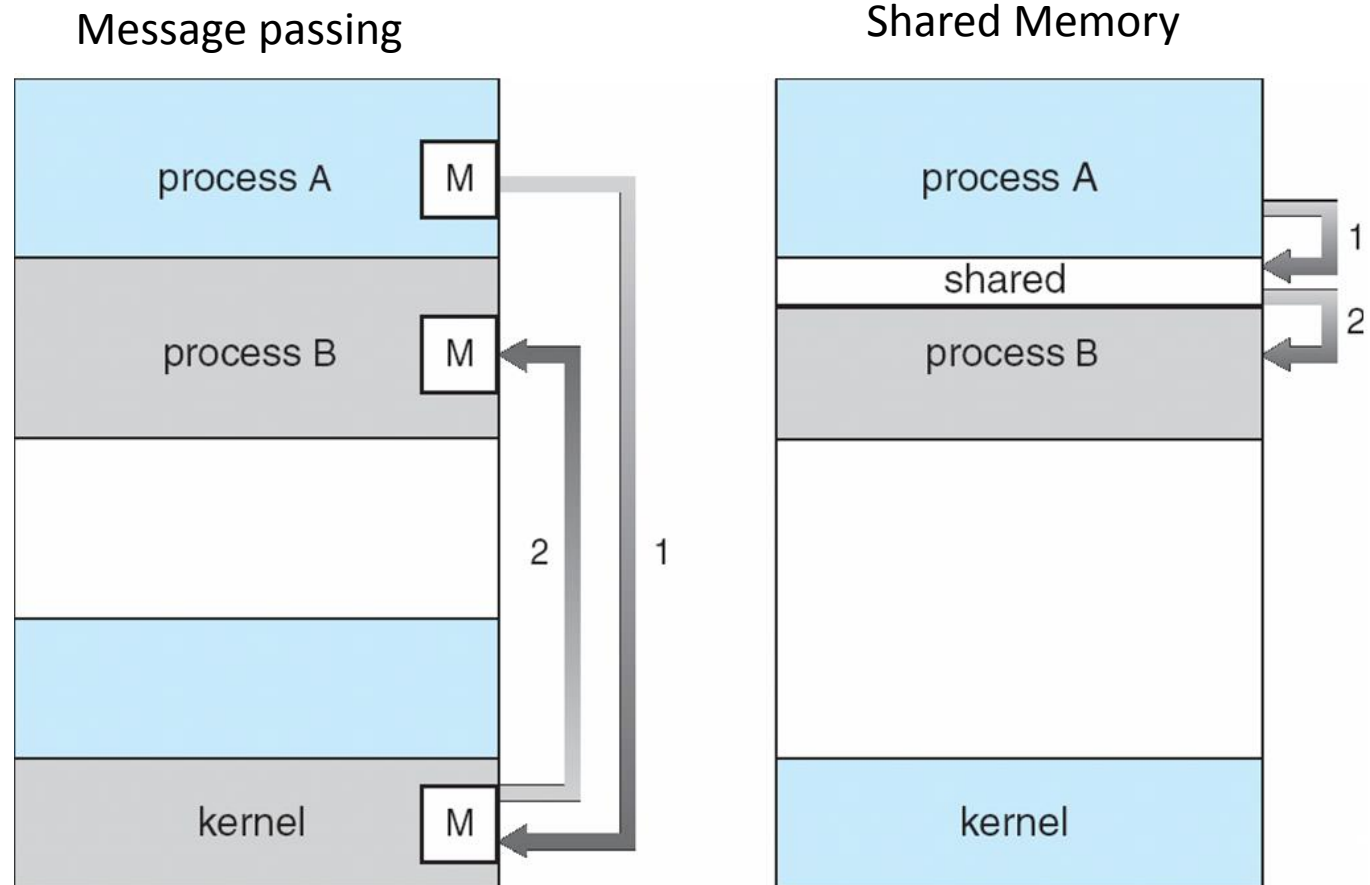 Message passing
process A
M
process B
M
2
1
kernel
M
Shared Memory
process A
1
shared
2
process B
kernel